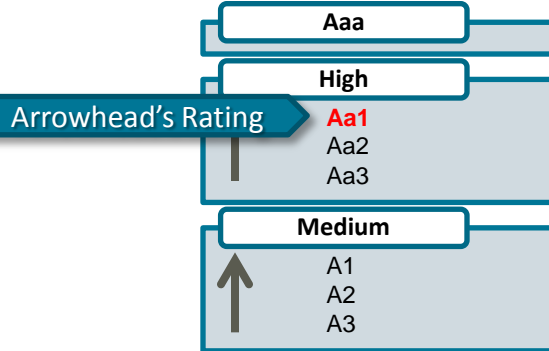 Aaa
High
Arrowhead’s Rating
Aa1
Aa2
Aa3
Medium
A1
A2
A3